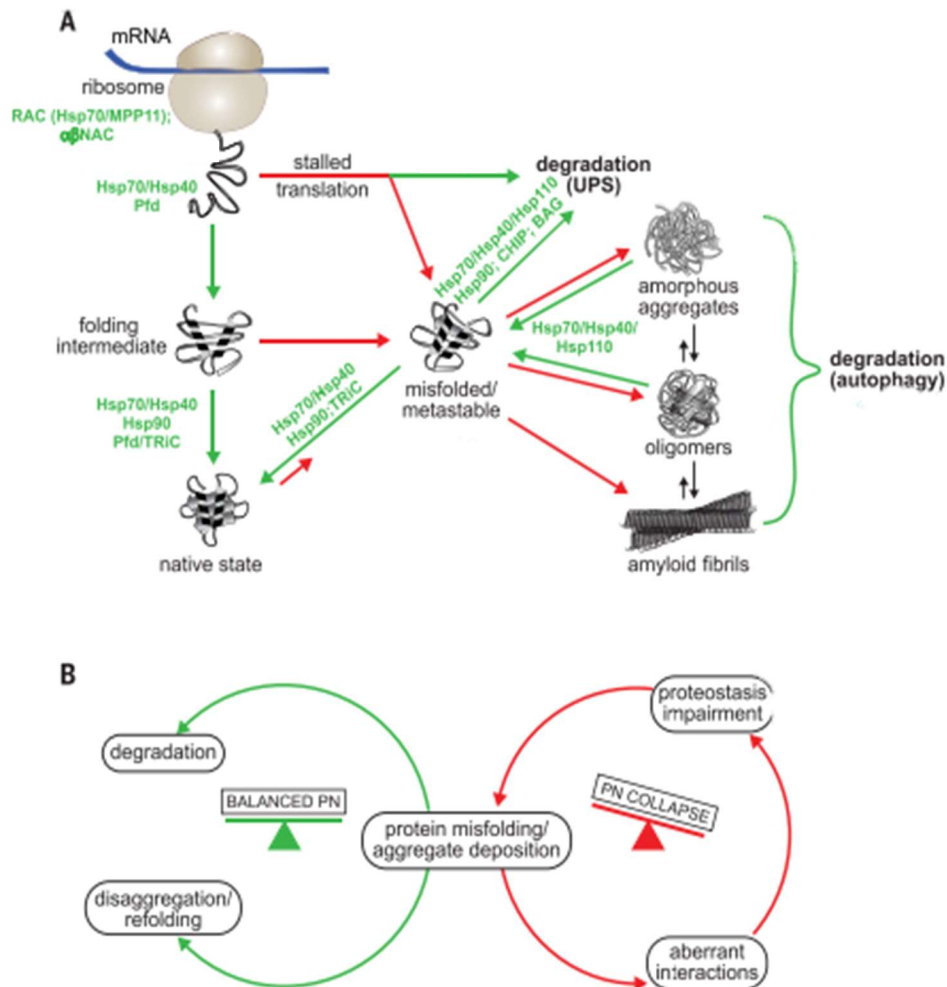 A
mRNA
ribosome
RAC (Hsp70/MPP11);
αβNAC
Hsp70/Hsp40
Pfd
stalled
translation
degradation
(UPS)
Hsp70/Hsp40/Hsp110
Hsp90; CHIP; BAG
amorphous
aggregates
folding
intermediate
misfolded/
metastable
Hsp70/Hsp40/
Hsp110
degradation
(autophagy)
Hsp70/Hsp40
Hsp90
Pfd/TRiC
Hsp70/Hsp40
Hsp90;TRiC
oligomers
native state
amyloid fibrils
B
proteostasis
impairment
degradation
BALANCED PN
PN COLLAPSE
protein misfolding/
aggregate deposition
disaggregation/
refolding
aberrant
interactions